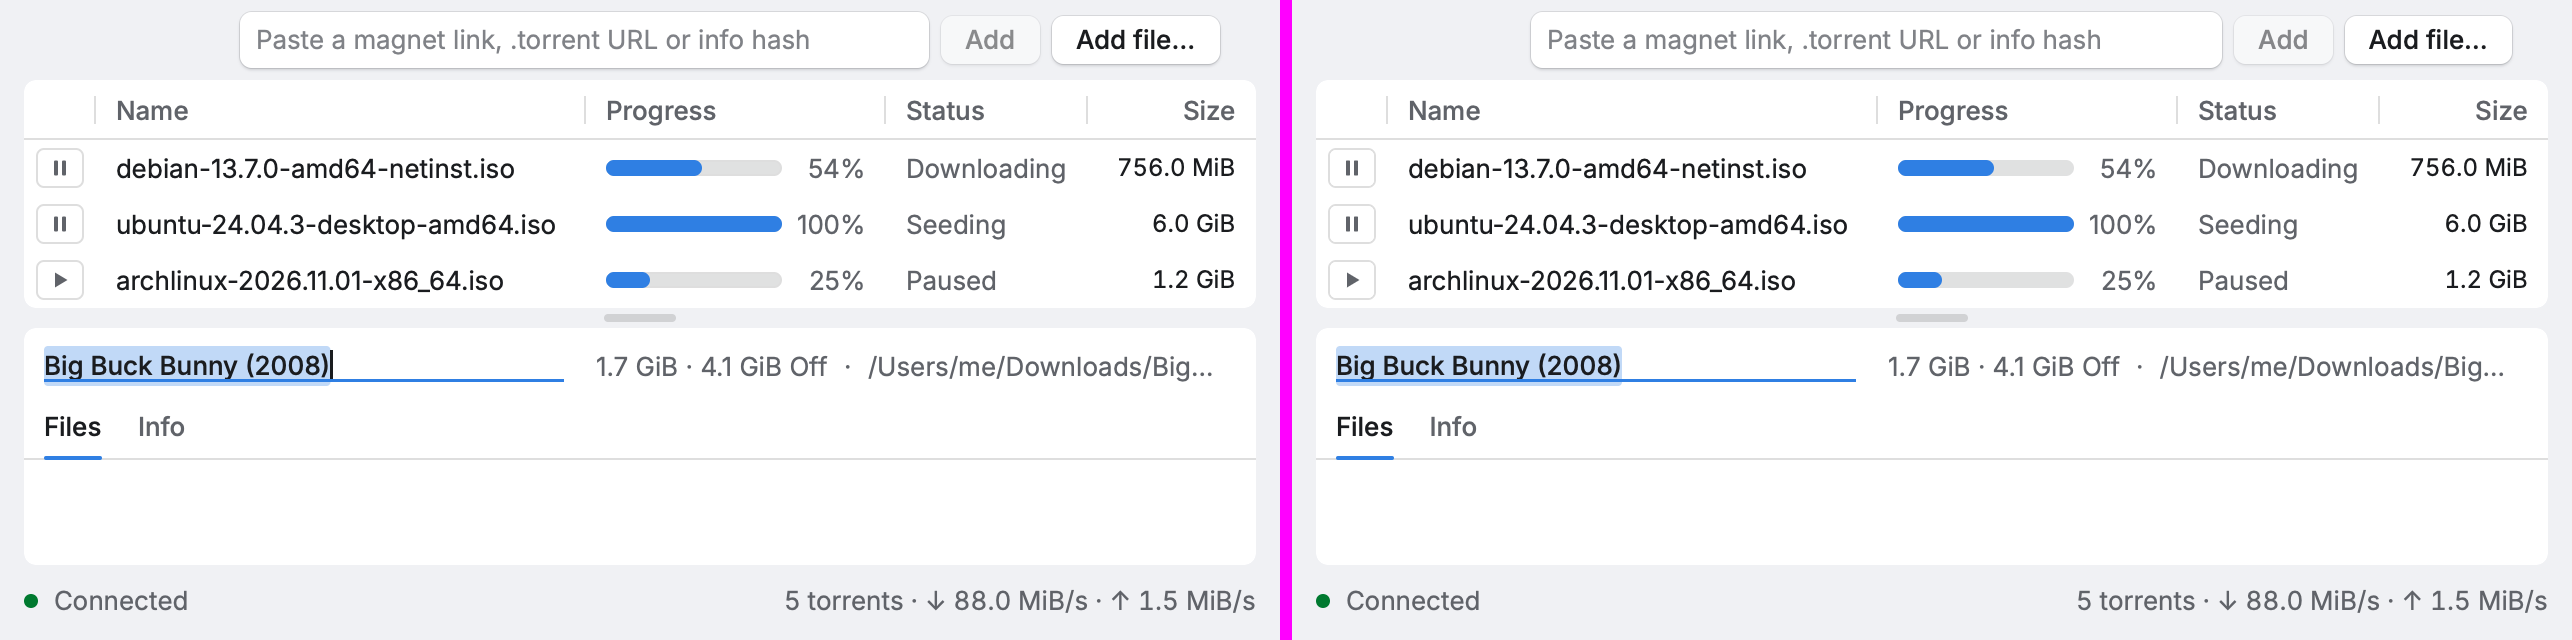 Paste a magnet link, .torrent URL or info hash Add Add file...
Name Progress Status Size
debian-13.7.0-amd64-netinst.iso 54% Downloading 756.0 MiB
ubuntu-24.04.3-desktop-amd64.iso 100% Seeding 6.0 GiB
archlinux-2026.11.01-x86_64.iso 25% Paused 1.2 GiB
Big Buck Bunny (2008) 1.7 GiB · 4.1 GiB Off · /Users/me/Downloads/Big...
Files Info
Connected 5 torrents · ↓ 88.0 MiB/s · ↑ 1.5 MiB/s
Paste a magnet link, .torrent URL or info hash Add Add file...
Name Progress Status Size
debian-13.7.0-amd64-netinst.iso 54% Downloading 756.0 MiB
ubuntu-24.04.3-desktop-amd64.iso 100% Seeding 6.0 GiB
archlinux-2026.11.01-x86_64.iso 25% Paused 1.2 GiB
Big Buck Bunny (2008) 1.7 GiB · 4.1 GiB Off · /Users/me/Downloads/Big...
Files Info
Connected 5 torrents · ↓ 88.0 MiB/s · ↑ 1.5 MiB/s